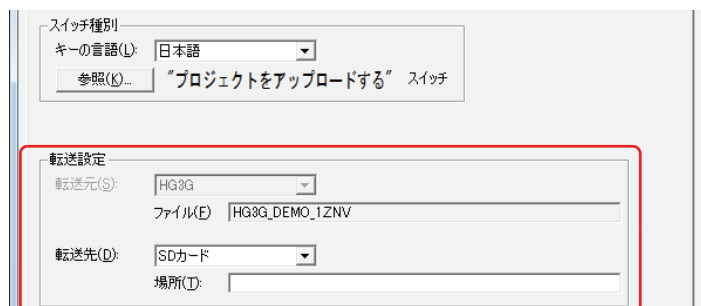 スイッチ種別
キーの言語(L): 日本語
参照(K)... ″プロジェクトをアップロードする″ スイッチ
転送設定
転送元(S): HG3G
ファイル(F) HG3G_DEMO_1ZNV
転送先(D): SDカード
場所(T):